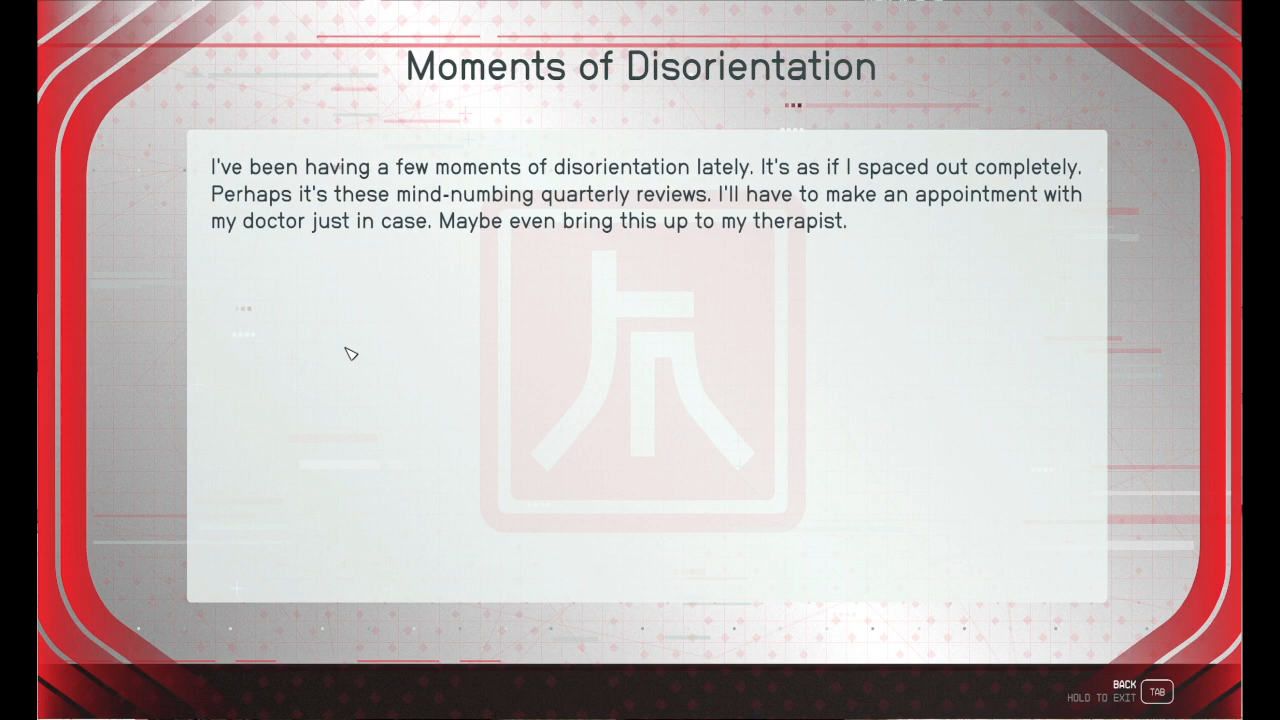 Moments of Disorientation
I've been having a few moments of disorientation lately. It's as if I spaced out completely.
Perhaps it's these mind-numbing quarterly reviews. I'll have to make an appointment with
my doctor just in case. Maybe even bring this up to my therapist.
BACK
HOLD TO EXIT
TAB